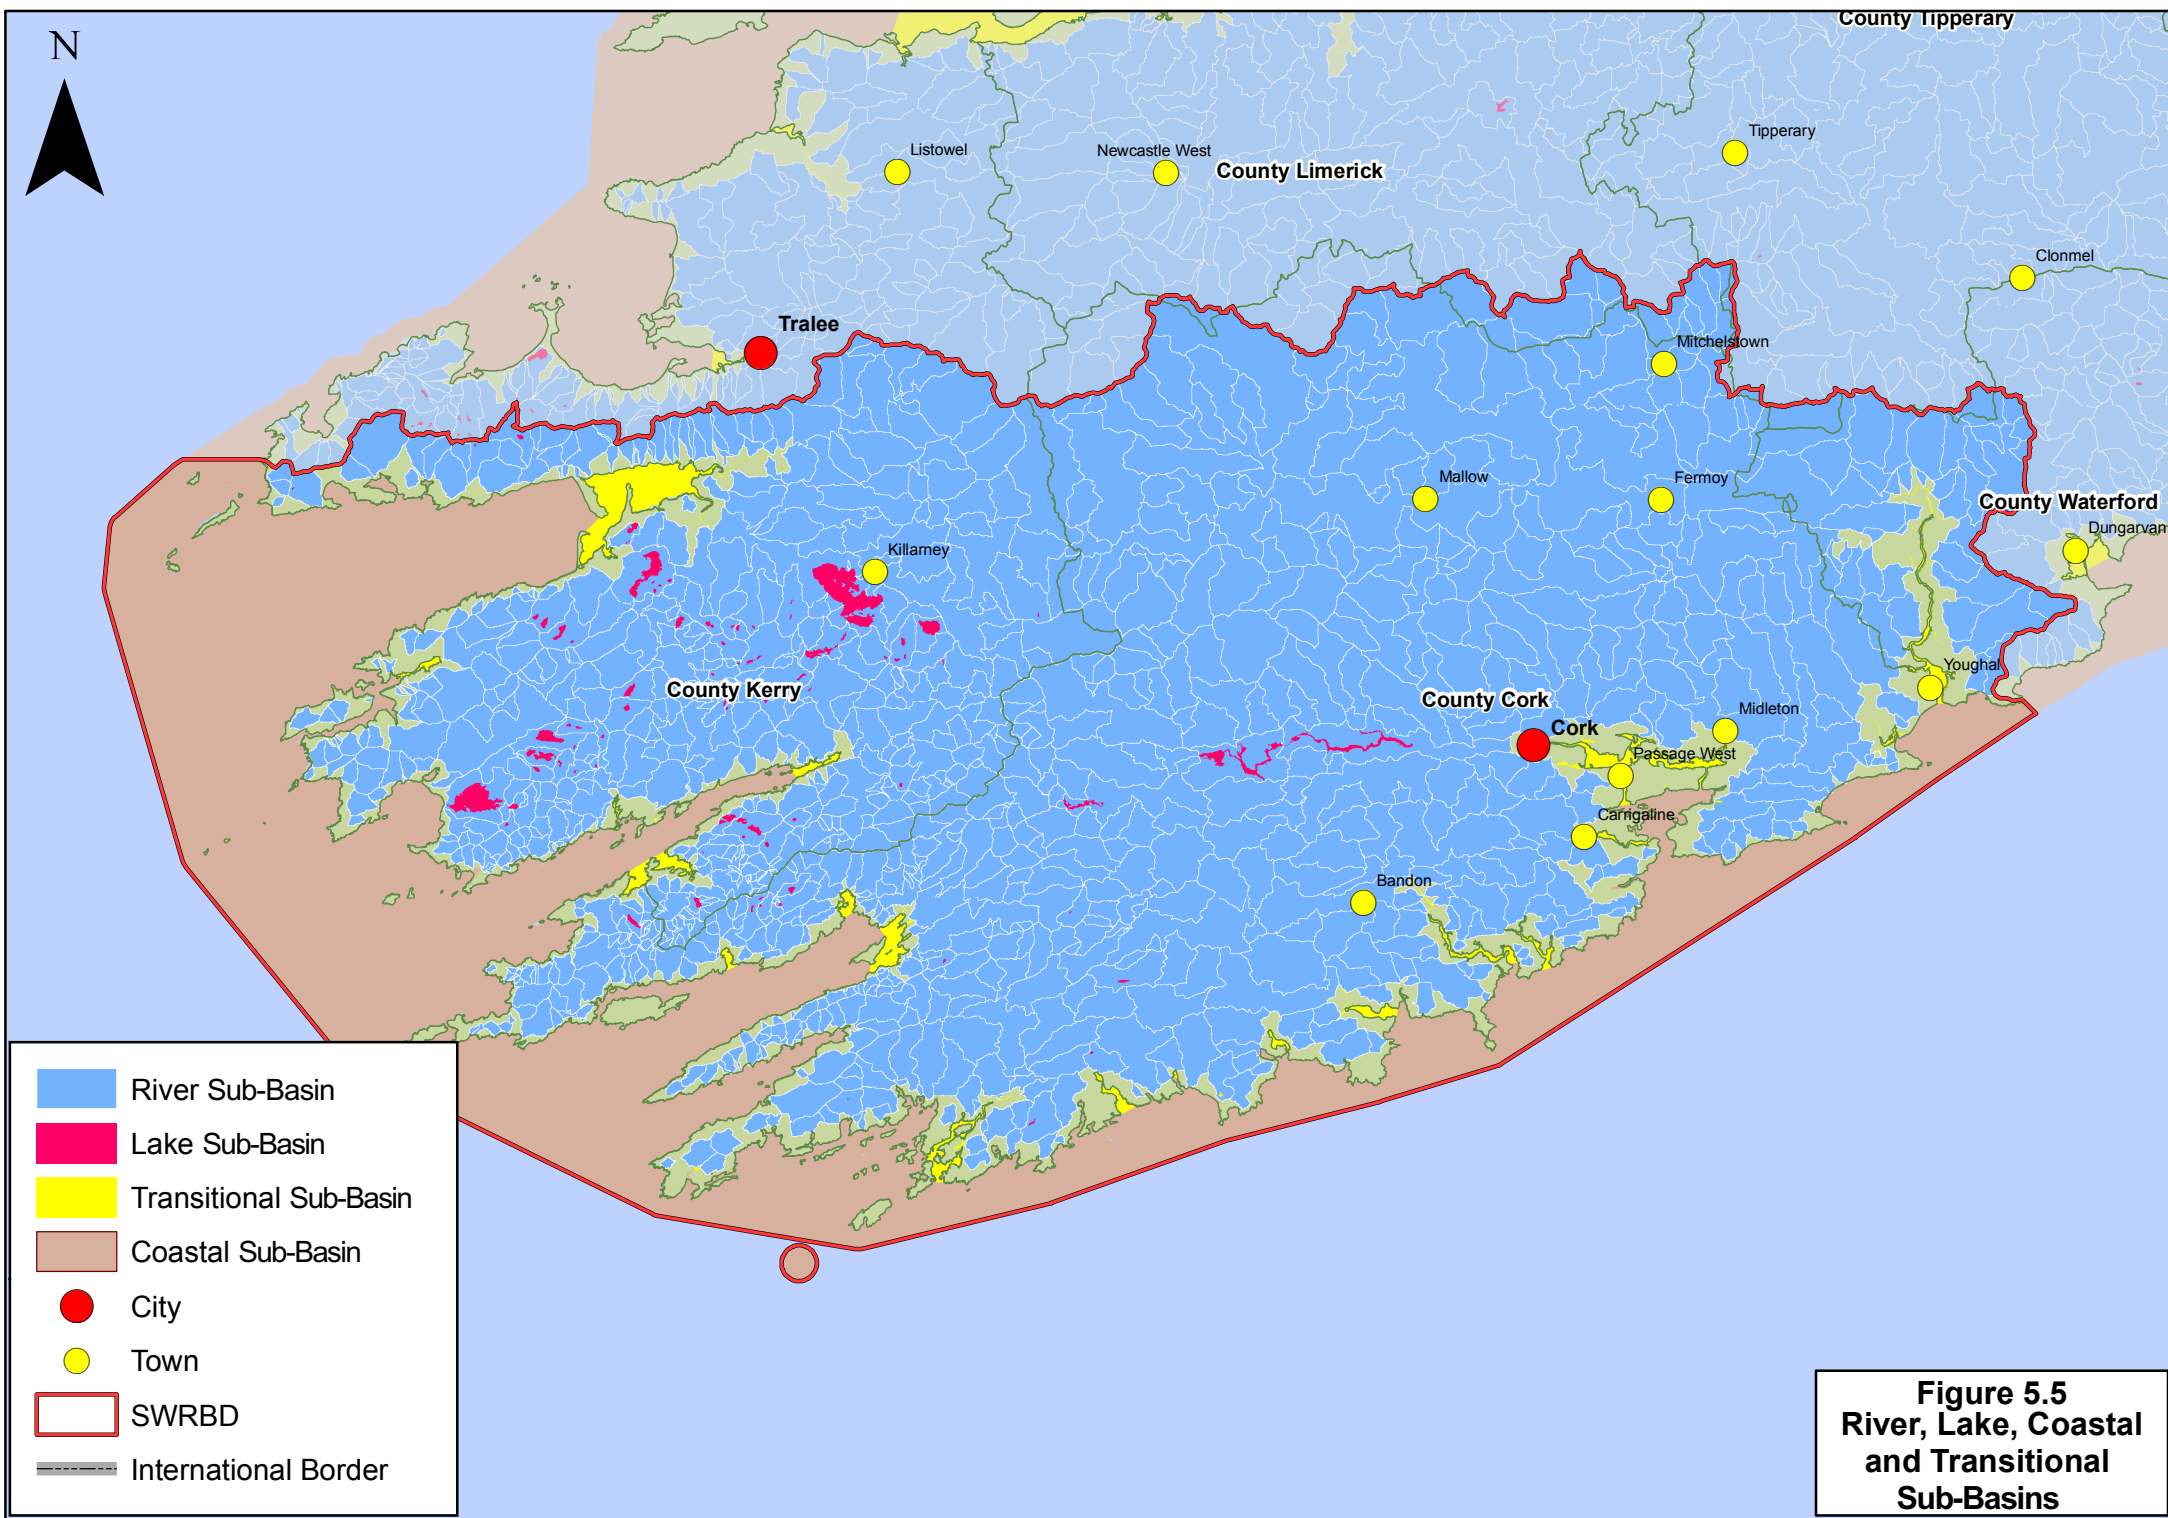 County Tipperary
N
Tipperary
Listowel
Newcastle West
County Limerick
Clonmel
Tralee
Mitchelstown
Mallow
Fermoy
County Waterford
Dungarvan
Killarney
Youghal
County Kerry
County Cork
Midleton
Cork
Passage West
Carrigaline
Bandon
River Sub-Basin
Lake Sub-Basin
Transitional Sub-Basin
Coastal Sub-Basin
City
Town
SWRBD
International Border
Figure 5.5
River, Lake, Coastal
and Transitional
Sub-Basins